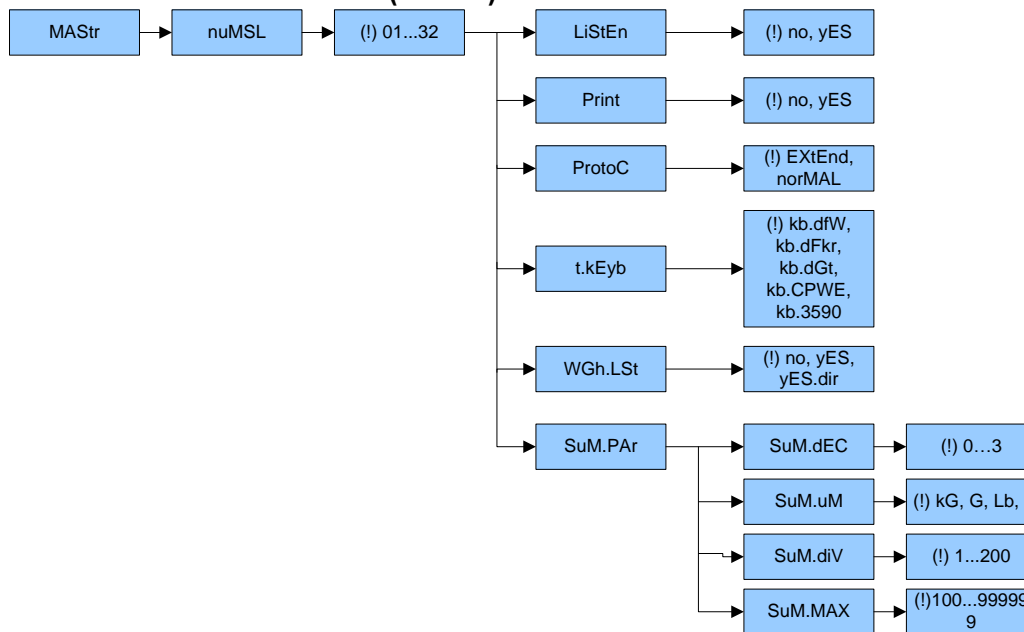 MAStr
nuMSL
(!) 01...32
LiStEn
(!) no, yES
Print
(!) no, yES
ProtoC
(!) EXtEnd,
norMAL
t.kEyb
(!) kb.dfW,
kb.dFkr,
kb.dGt,
kb.CPWE,
kb.3590
WGh.LSt
(!) no, yES,
yES.dir
SuM.PAr
SuM.dEC
(!) 0…3
SuM.uM
(!) kG, G, Lb,
SuM.diV
(!) 1...200
SuM.MAX
(!)100...99999
9